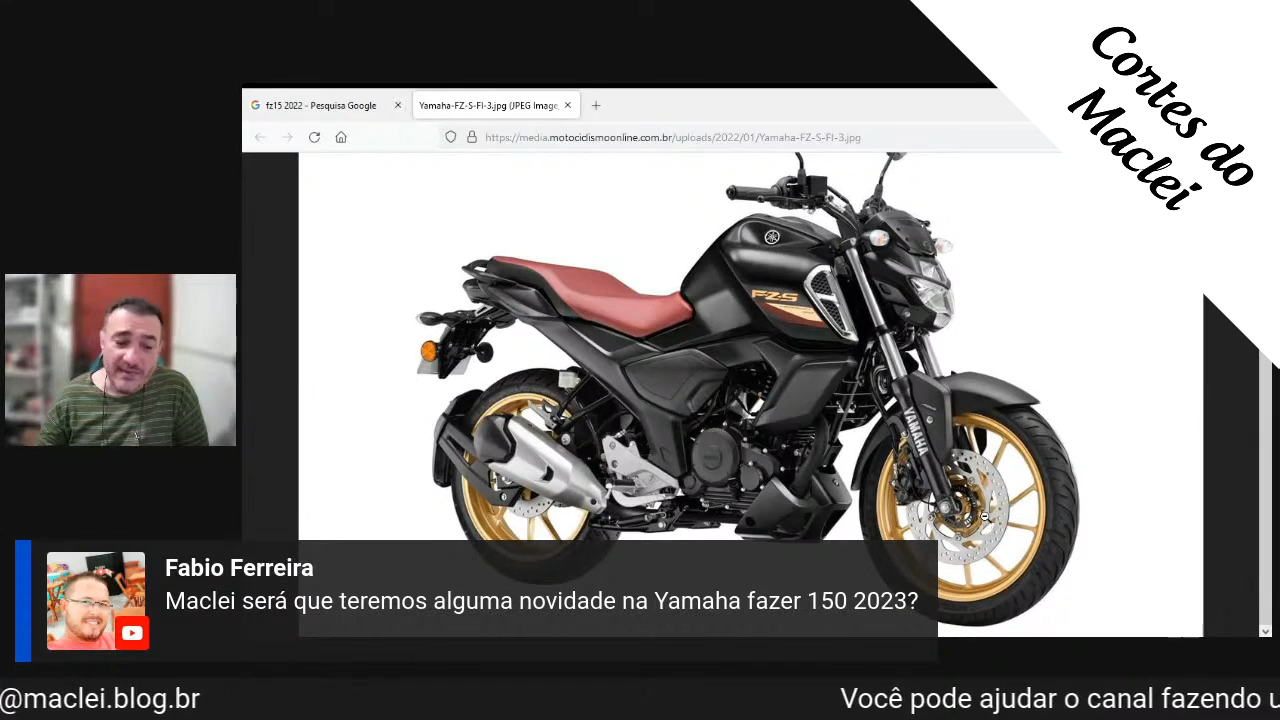 Cortes do
Maclei
fz15 2022 - Pesquisa Google
Yamaha-FZ-S-FI-3.jpg (JPEG Image,
https://media.motociclismoonline.com.br/uploads/2022/01/Yamaha-FZ-S-FI-3.jpg
FZ-S
YAMAHA
Fabio Ferreira
Maclei será que teremos alguma novidade na Yamaha fazer 150 2023?
@maclei.blog.br
Você pode ajudar o canal fazendo u